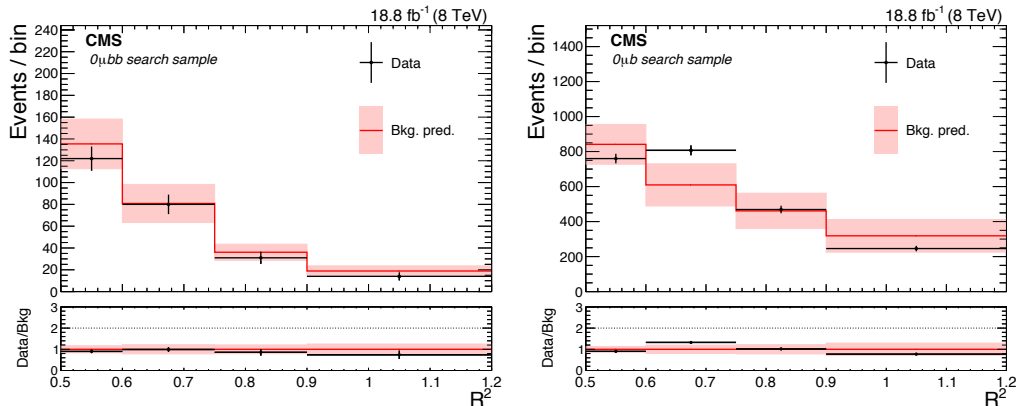 18.8 fb⁻¹ (8 TeV)
CMS
0μbb search sample
Data
Bkg. pred.
Events / bin
240
220
200
180
160
140
120
100
80
60
40
20
0
Data/Bkg
3
2
1
0
0.5 0.6 0.7 0.8 0.9 1 1.1 1.2
R²
18.8 fb⁻¹ (8 TeV)
CMS
0μb search sample
Data
Bkg. pred.
Events / bin
1400
1200
1000
800
600
400
200
0
Data/Bkg
3
2
1
0
0.5 0.6 0.7 0.8 0.9 1 1.1 1.2
R²